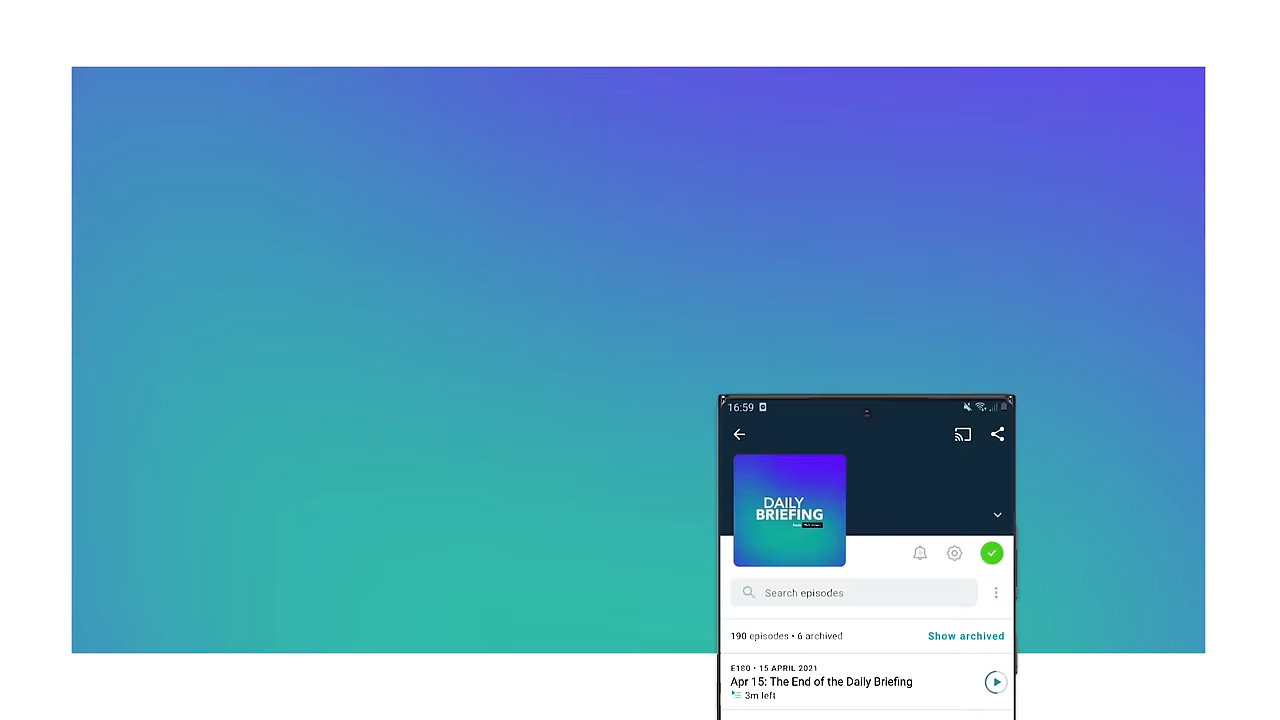 16:59
DAILY
BRIEFING
Search episodes
190 episodes • 6 archived
Show archived
E180 • 15 APRIL 2021
Apr 15: The End of the Daily Briefing
3m left